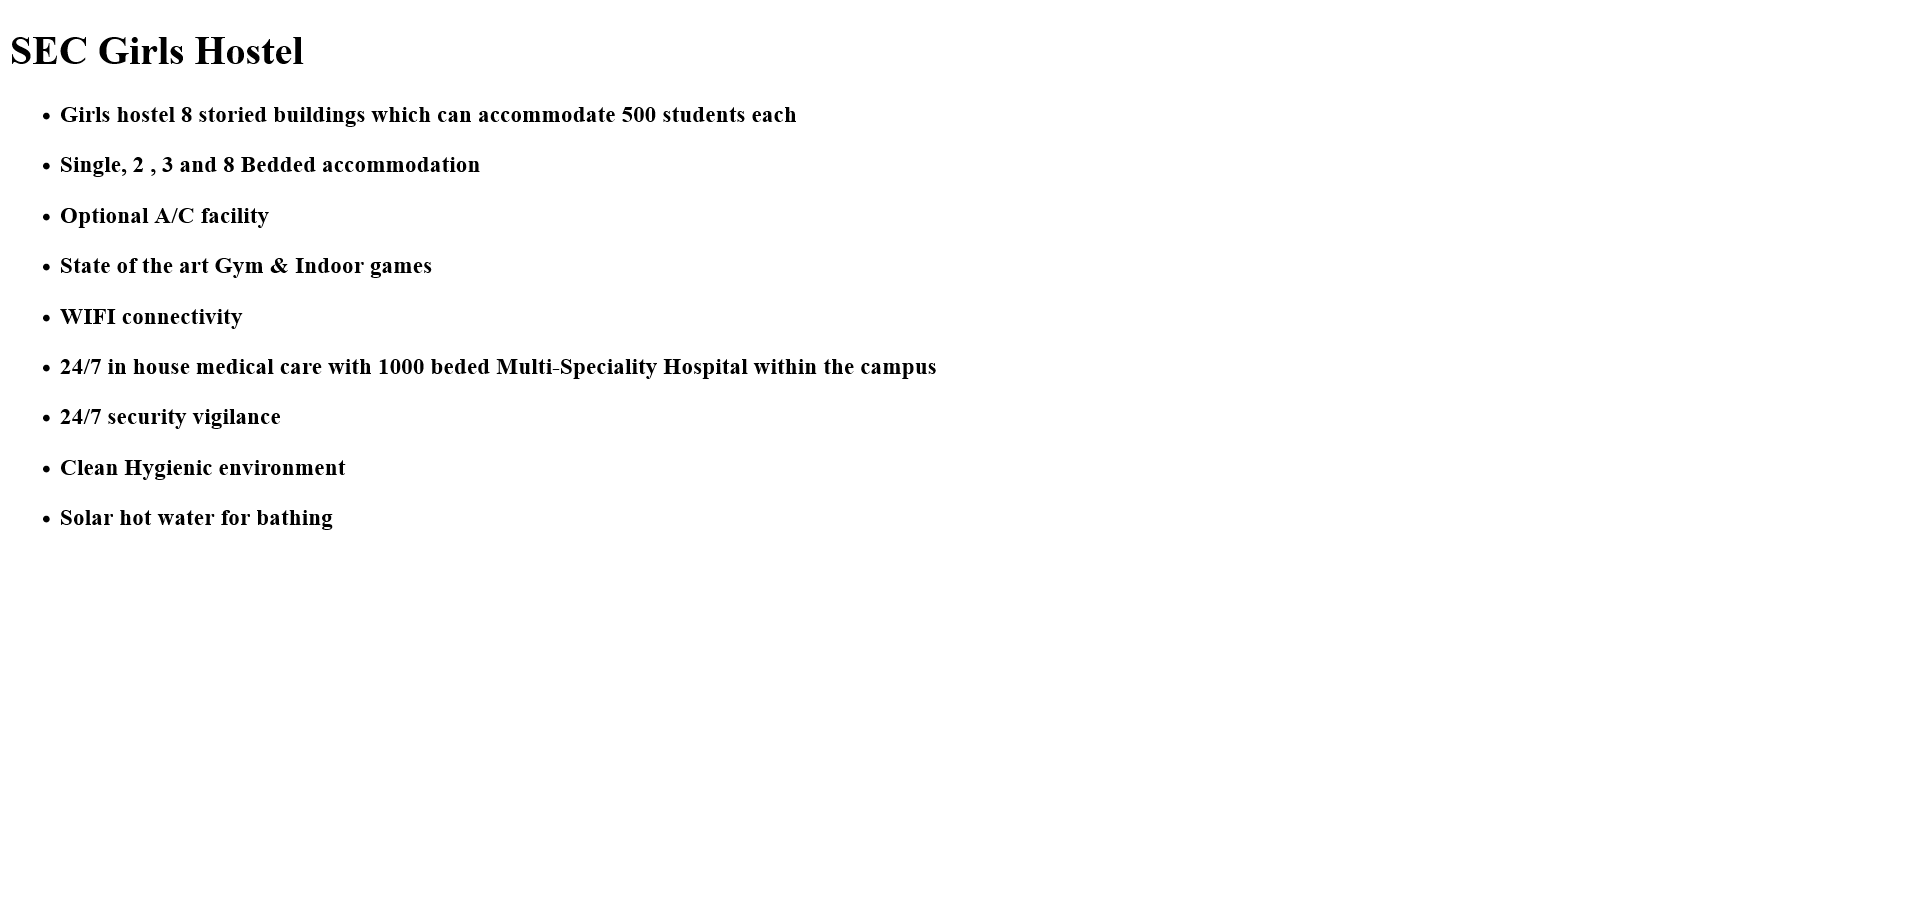 SEC Girls Hostel
• Girls hostel 8 storied buildings which can accommodate 500 students each
• Single, 2 , 3 and 8 Bedded accommodation
• Optional A/C facility
• State of the art Gym & Indoor games
• WIFI connectivity
• 24/7 in house medical care with 1000 beded Multi-Speciality Hospital within the campus
• 24/7 security vigilance
• Clean Hygienic environment
• Solar hot water for bathing